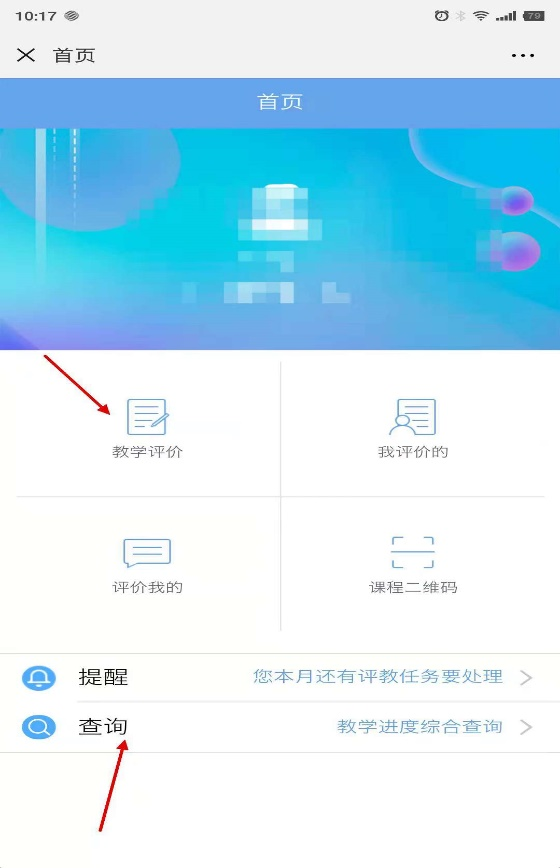 10:17
79
首页
首页
教学评价
我评价的
评价我的
课程二维码
提醒
您本月还有评教任务要处理
查询
教学进度综合查询